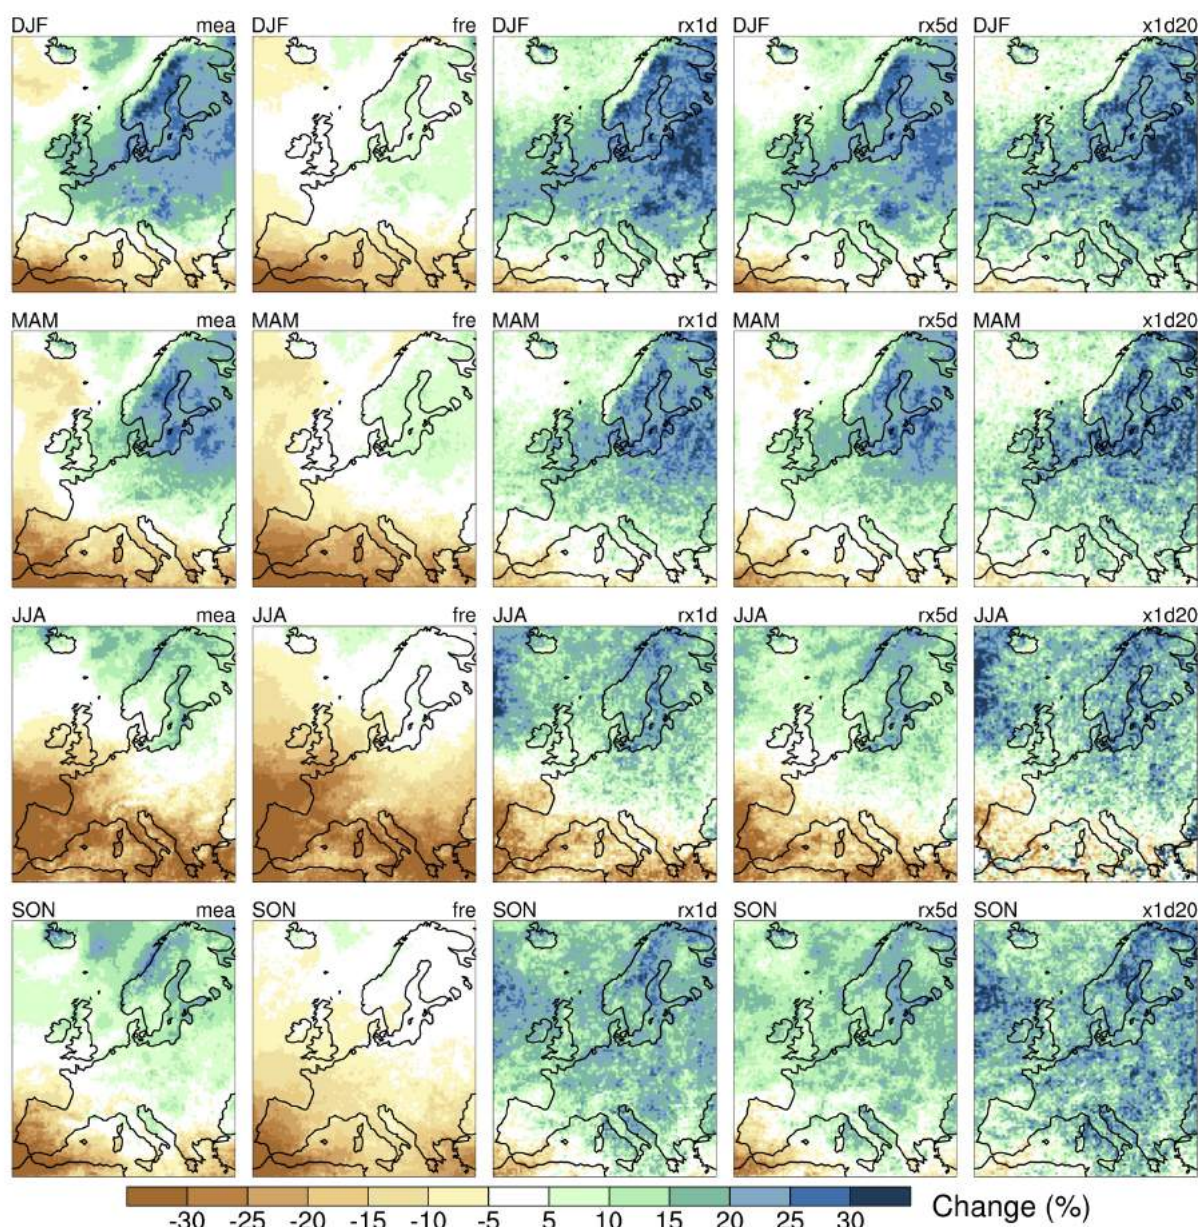 DJF mea DJF fre DJF rx1d DJF rx5d DJF x1d20
MAM mea MAM fre MAM rx1d MAM rx5d MAM x1d20
JJA mea JJA fre JJA rx1d JJA rx5d JJA x1d20
SON mea SON fre SON rx1d SON rx5d SON x1d20
-30 -25 -20 -15 -10 -5 5 10 15 20 25 30 Change (%)